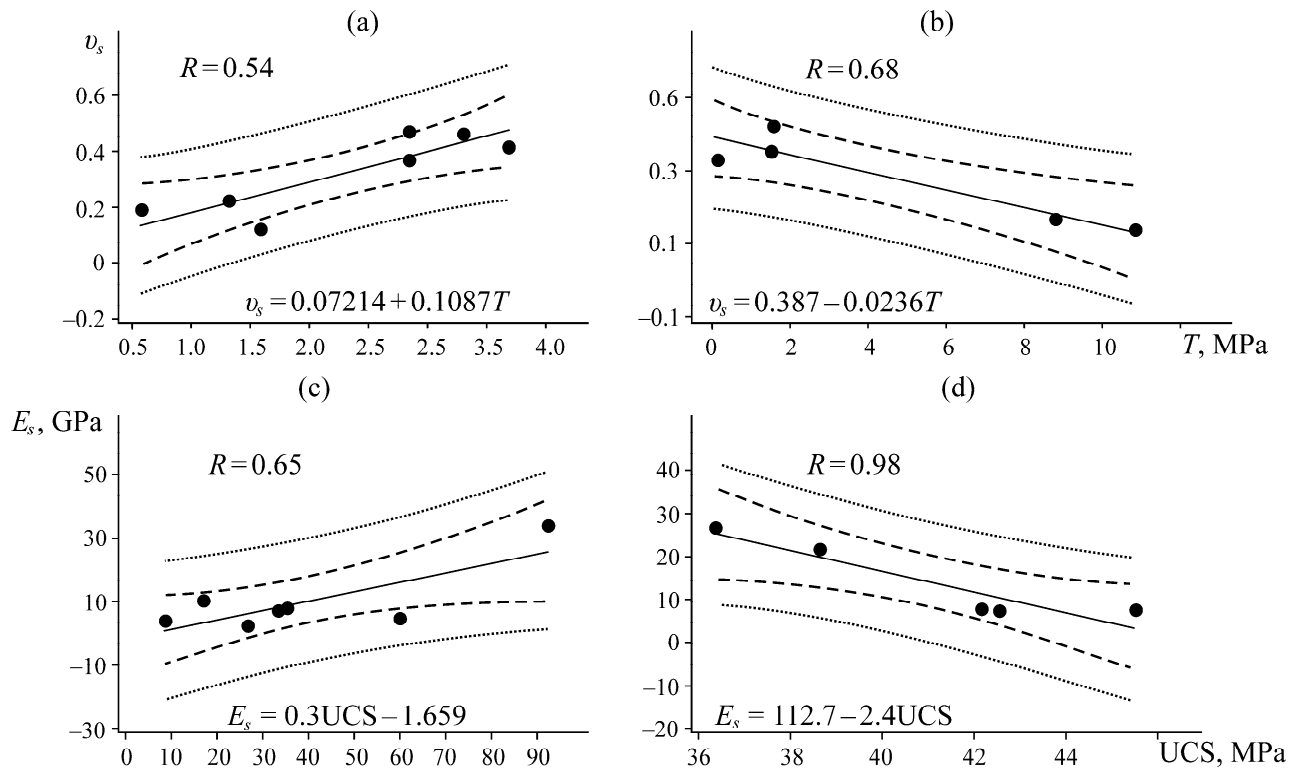 (a)
υs
R=0.54
0.6
0.4
0.2
0
–0.2
υs=0.07214+0.1087T
0.5 1.0 1.5 2.0 2.5 2.5 3.5 4.0
(b)
R=0.68
0.6
0.3
0.1
–0.1
υs=0.387–0.0236T
0 2 4 6 8 10 T, MPa
(c)
Es, GPa
R=0.65
50
30
10
–10
–30
Es = 0.3UCS–1.659
0 10 20 30 40 50 60 70 80 90
(d)
R=0.98
40
30
20
10
0
–10
–20
Es = 112.7–2.4UCS
36 38 40 42 44 UCS, MPa